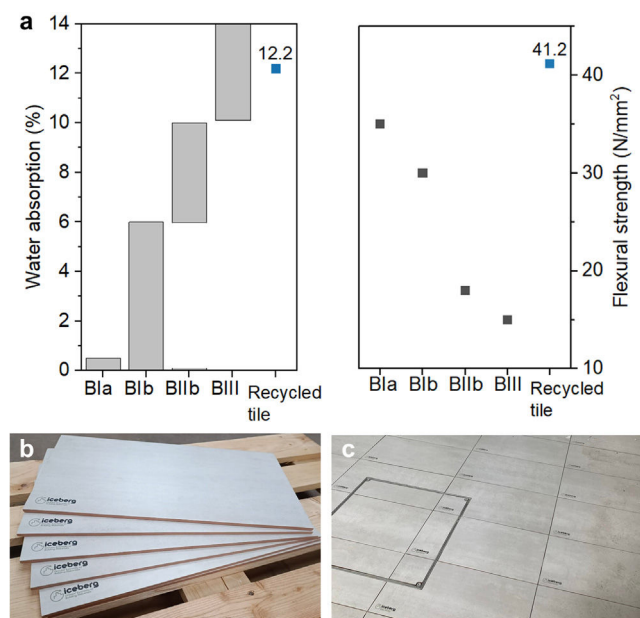 a
14
12
10
8
6
4
2
0
Water absorption (%)
12.2
BIa BIb BIIb BIII Recycled
tile
41.2
40
30
20
10
Flexural strength (N/mm²)
BIa BIb BIIb BIII Recycled
tile
b
iceberg
iceberg
iceberg
iceberg
iceberg
c
iceberg